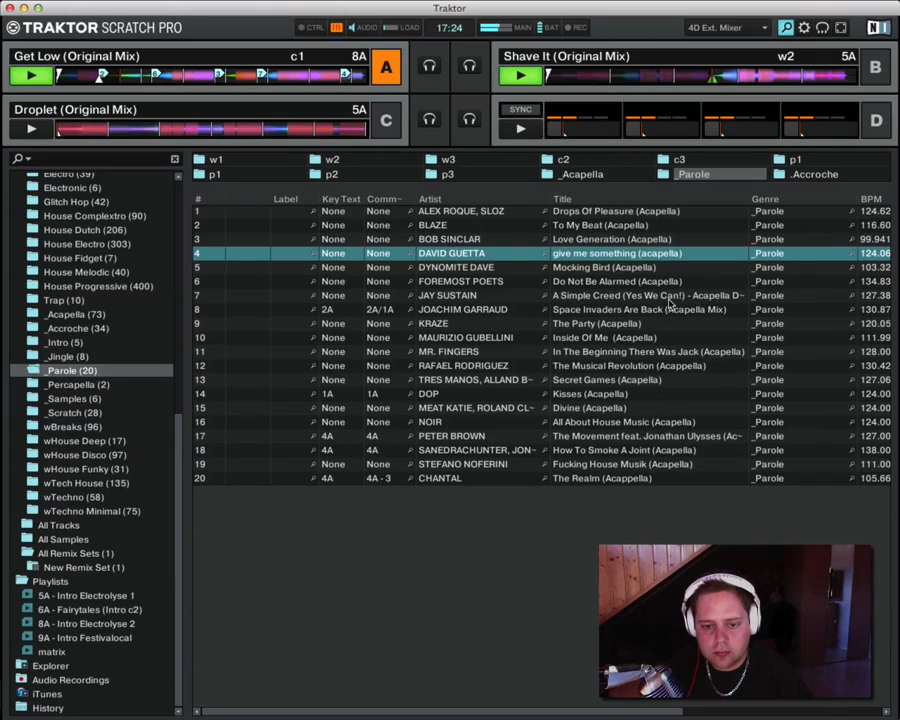 Traktor
TRAKTOR SCRATCH PRO
CTRL AUDIO LOAD 17:24 MAIN BAT REC 4D Ext. Mixer
Get Low (Original Mix) c1 8A A
Shave It (Original Mix) w2 5A B
Droplet (Original Mix) 5A C
SYNC D
w1 w2 w3 c2 c3 p1
p1 p2 p3 _Acapella _Parole .Accroche
# Label Key Text Comm~ Artist Title Genre BPM
1 None None ALEX ROQUE, SLOZ Drops Of Pleasure (Acapella) _Parole 124.62
2 None None BLAZE To My Beat (Acapella) _Parole 116.60
3 None None BOB SINCLAR Love Generation (Acapella) _Parole 99.941
4 None None DAVID GUETTA give me something (acapella) _Parole 124.06
5 None None DYNOMITE DAVE Mocking Bird (Acapella) _Parole 103.32
6 None None FOREMOST POETS Do Not Be Alarmed (Acapella) _Parole 134.83
7 None None JAY SUSTAIN A Simple Creed (Yes We Can!) - Acapella D~ _Parole 127.38
8 2A 2A/1A JOACHIM GARRAUD Space Invaders Are Back (Acapella Mix) _Parole 130.87
9 None None KRAZE The Party (Acapella) _Parole 120.05
10 None None MAURIZIO GUBELLINI Inside Of Me (Acapella) _Parole 111.99
11 None None MR. FINGERS In The Beginning There Was Jack (Acapella) _Parole 128.00
12 None None RAFAEL RODRIGUEZ The Musical Revolution (Acappella) _Parole 130.42
13 None None TRES MANOS, ALLAND B~ Secret Games (Acapella) _Parole 127.06
14 1A 1A DOP Kisses (Acapella) _Parole 124.00
15 None None MEAT KATIE, ROLAND CL~ Divine (Acapella) _Parole 124.00
16 None None NOIR All About House Music (Acapella) _Parole 124.00
17 4A 4A PETER BROWN The Movement feat. Jonathan Ulysses (Ac~ _Parole 127.00
18 4A 4A SANEDRACHUNTER, JON~ How To Smoke A Joint (Acapella) _Parole 138.00
19 None None STEFANO NOFERINI Fucking House Musik (Acapella) _Parole 111.00
20 4A 4A - 3 CHANTAL The Realm (Acappella) _Parole 105.66
Electro (39)
Electronic (6)
Glitch Hop (42)
House Complextro (90)
House Dutch (206)
House Electro (303)
House Fidget (7)
House Melodic (40)
House Progressive (400)
Trap (10)
_Acapella (73)
_Accroche (34)
_Intro (5)
_Jingle (8)
_Parole (20)
_Percapella (2)
_Samples (6)
_Scratch (28)
wBreaks (96)
wHouse Deep (17)
wHouse Disco (97)
wHouse Funky (31)
wTech House (135)
wTechno (58)
wTechno Minimal (75)
All Tracks
All Samples
All Remix Sets (1)
New Remix Set (1)
Playlists
5A - Intro Electrolyse 1
6A - Fairytales (Intro c2)
8A - Intro Electrolyse 2
9A - Intro Festivalocal
matrix
Explorer
Audio Recordings
iTunes
History